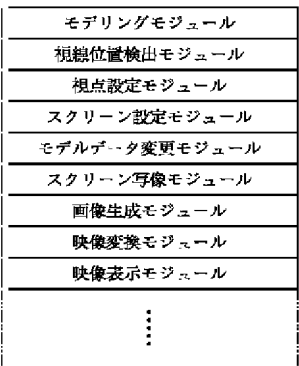 モデリングモジュール
視線位置検出モジュール
視点設定モジュール
スクリーン設定モジュール
モデルデータ変更モジュール
スクリーン写像モジュール
画像生成モジュール
映像変換モジュール
映像表示モジュール